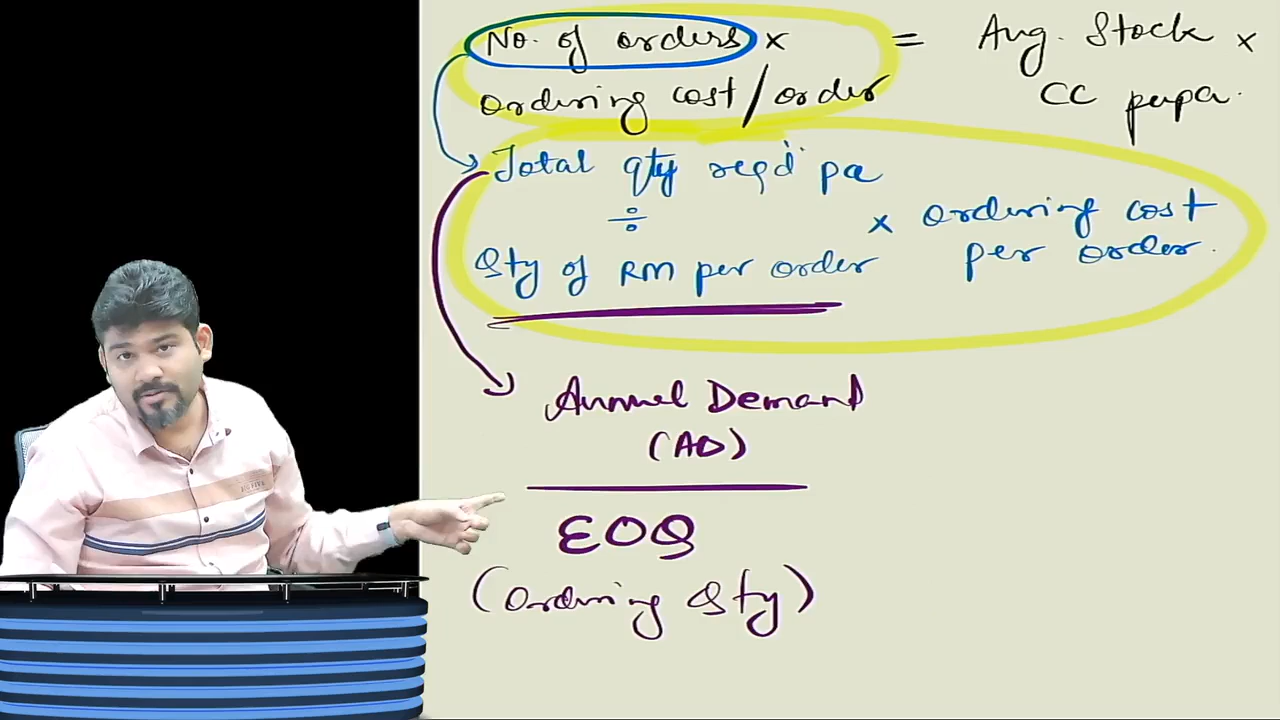 No. of orders × = Avg. Stock ×
ordering cost/order CC pupa.
Total qty reqd pa
÷ × ordering cost
Qty of RM per order per order.
Annual Demand
(AD)
EOQ
(Ordering Qty)